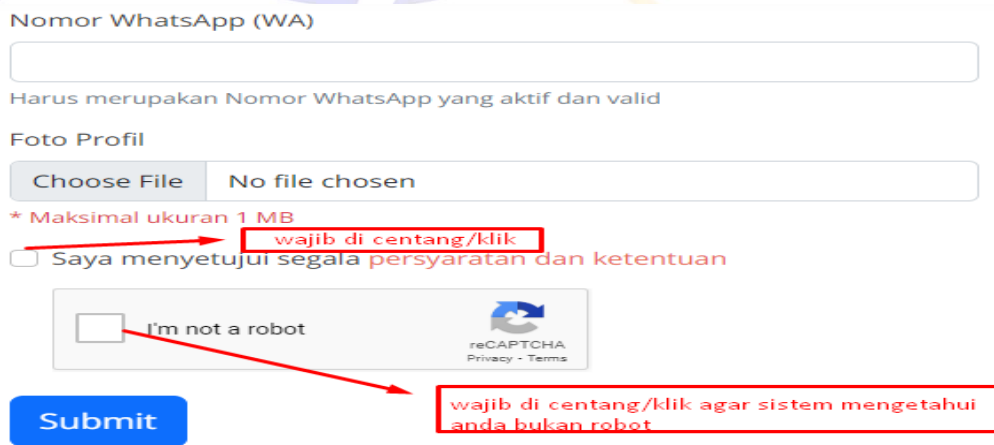 Nomor WhatsApp (WA)
Harus merupakan Nomor WhatsApp yang aktif dan valid
Foto Profil
Choose File No file chosen
* Maksimal ukuran 1 MB
wajib di centang/klik
Saya menyetujui segala persyaratan dan ketentuan
I'm not a robot
reCAPTCHA
Privacy - Terms
wajib di centang/klik agar sistem mengetahui
anda bukan robot
Submit